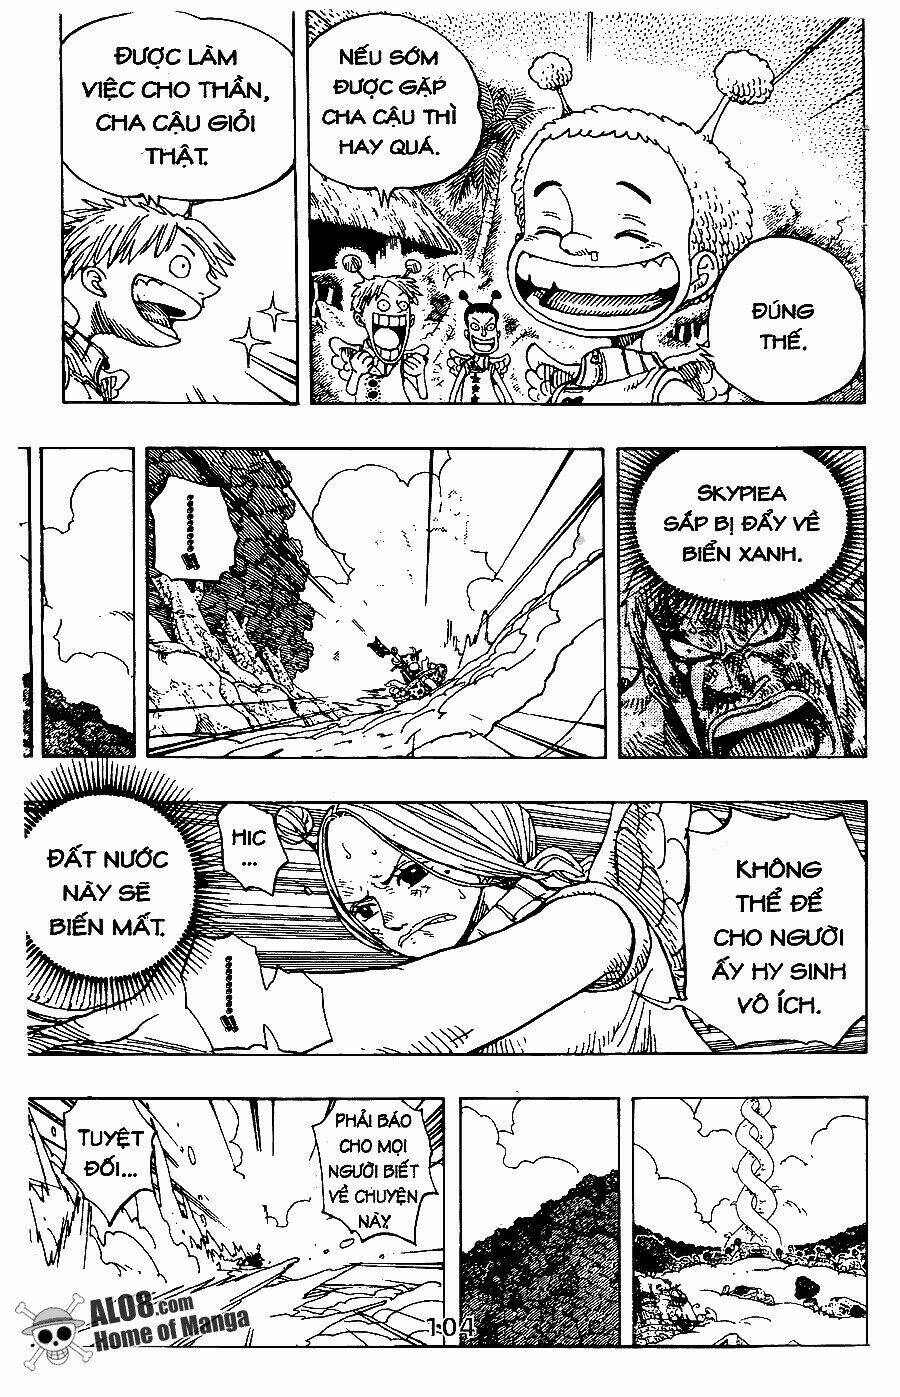 NẾU SỚM
ĐƯỢC GẶP
CHA CẬU THÌ
HAY QUÁ.
ĐÚNG
THẾ.
ĐƯỢC LÀM
VIỆC CHO THẦN,
CHA CẬU GIỎI
THẬT.
SKYPIEA
SẮP BỊ ĐẨY VỀ
BIỂN XANH.
..........!!
KHÔNG
THỂ ĐỂ
CHO NGƯỜI
ẤY HY SINH
VÔ ÍCH.
HIC
...
ĐẤT NƯỚC
NÀY SẼ
BIẾN MẤT.
..........!!
PHẢI BÁO
CHO MỌI
NGƯỜI BIẾT
VỀ CHUYỆN
NÀY.
TUYỆT
ĐỐI...
ALO8.com
Home of Manga
104